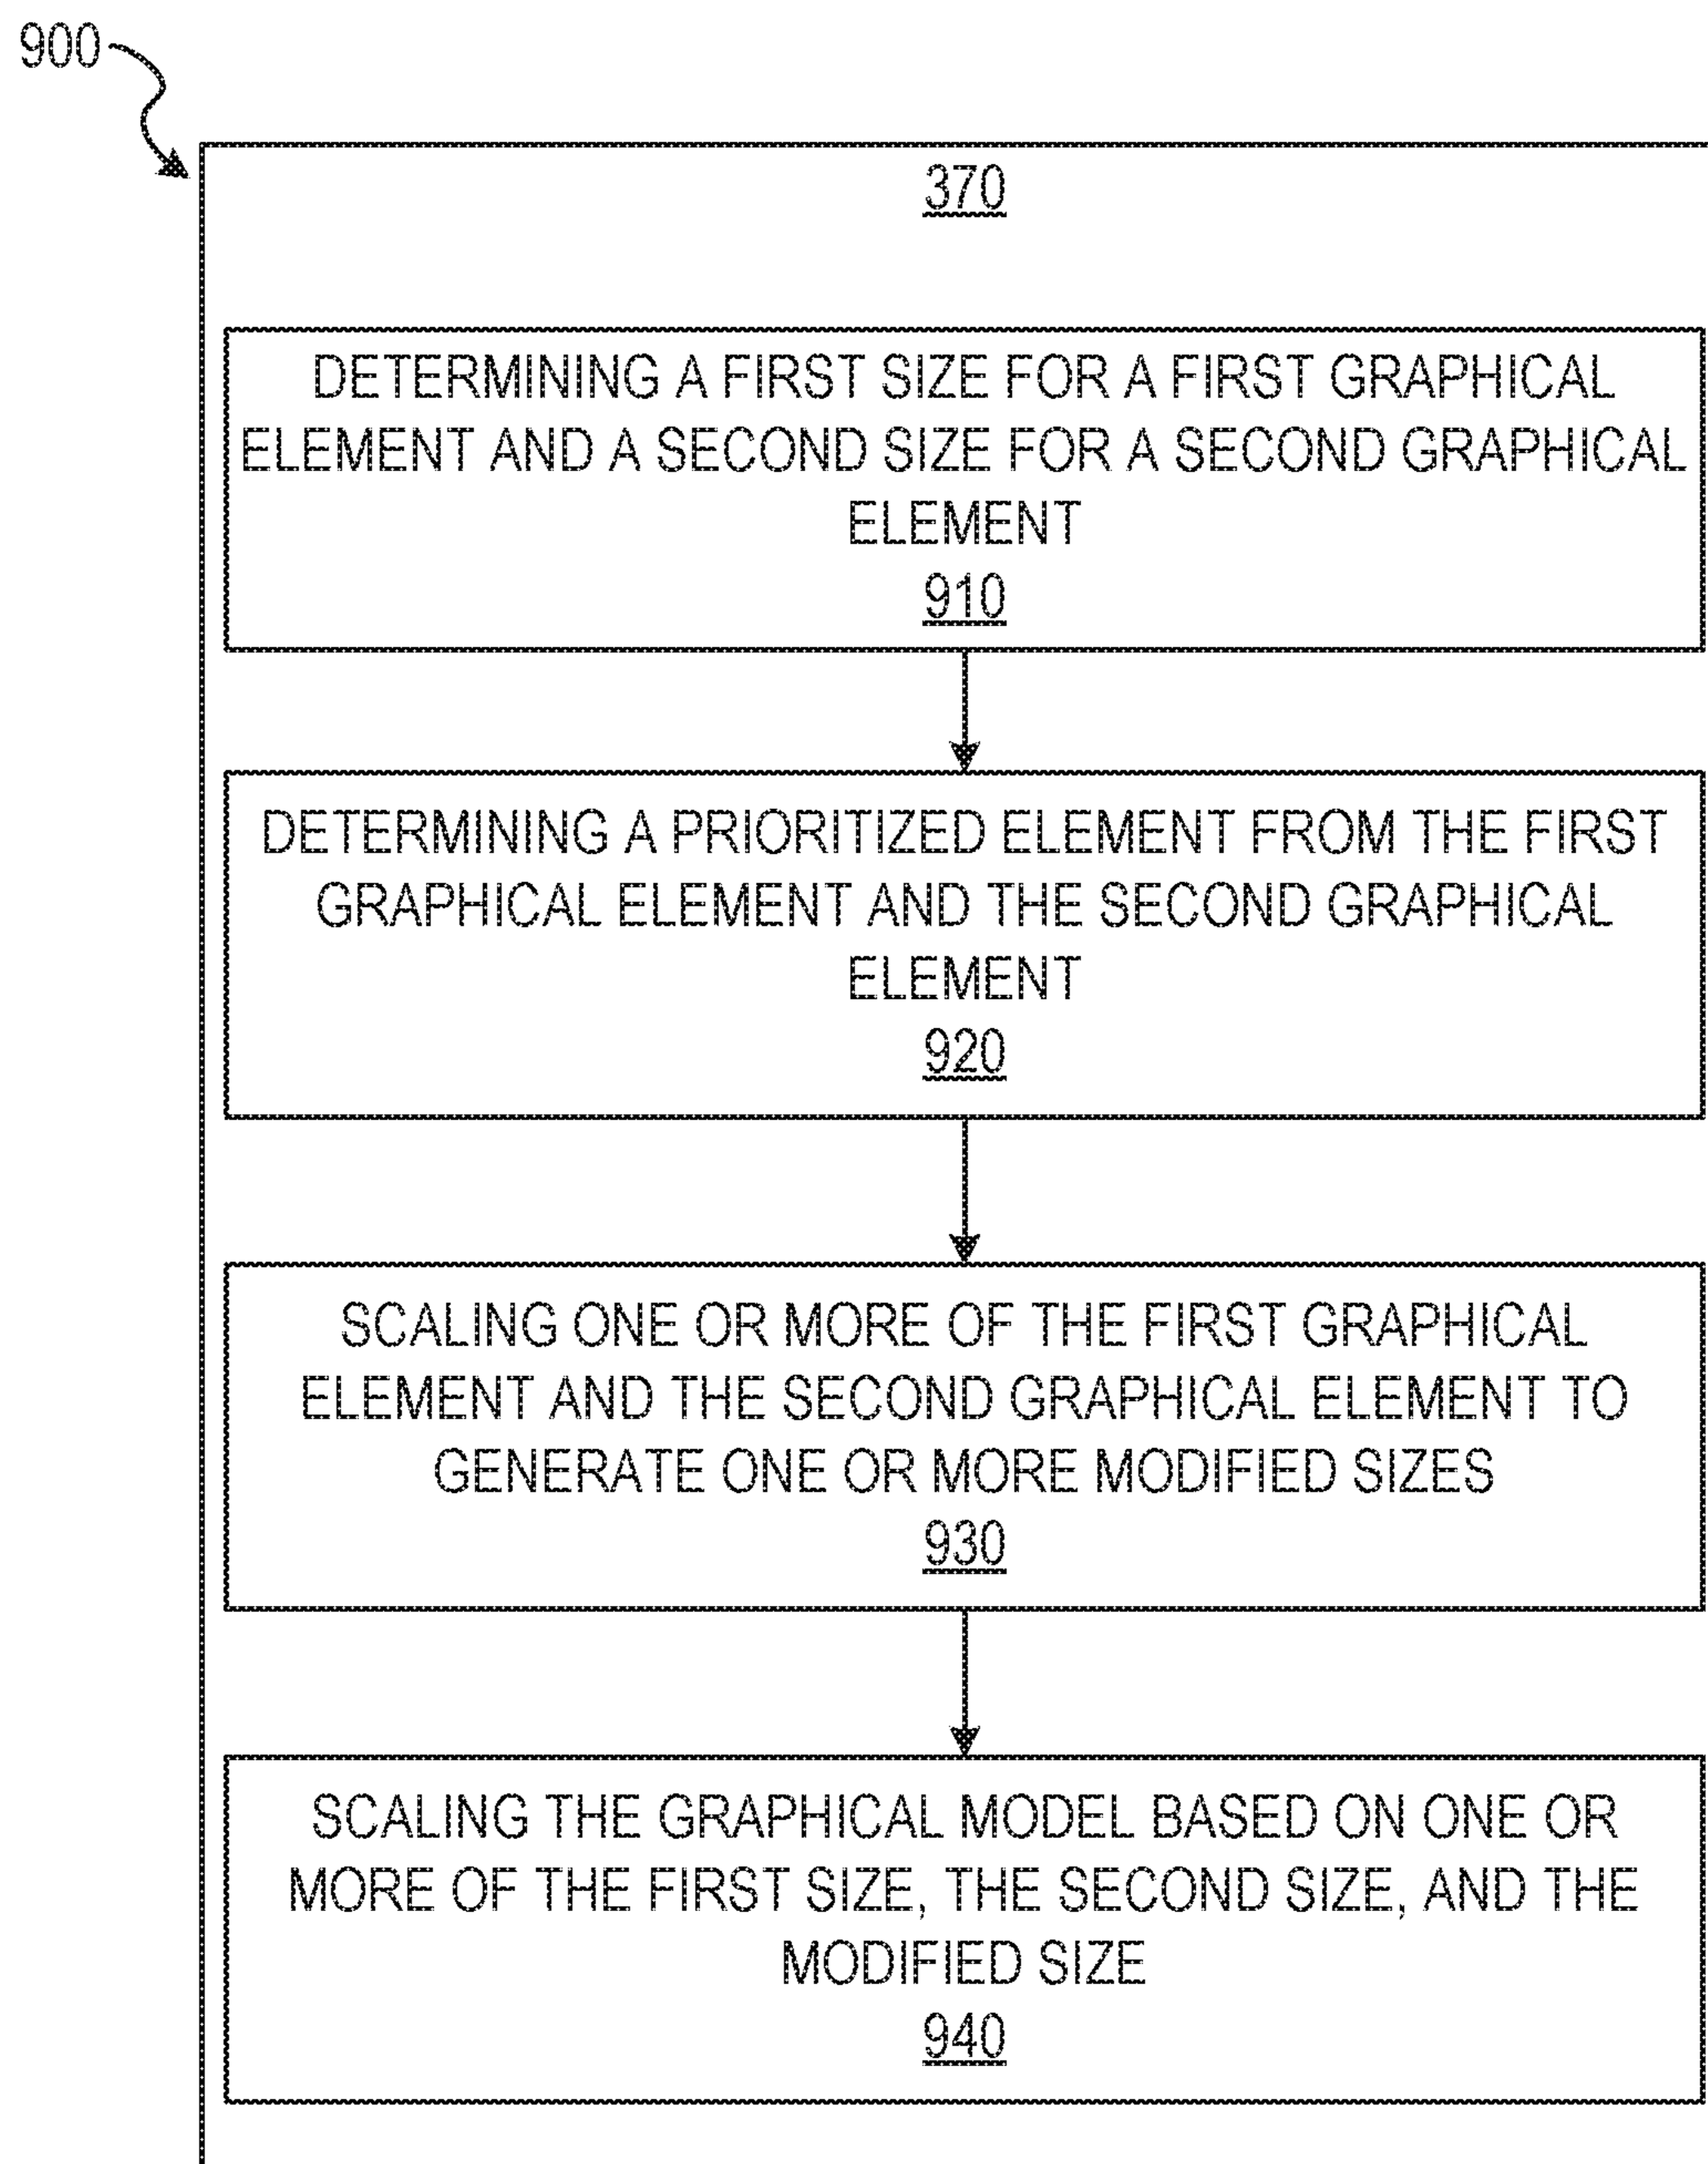 900
370
DETERMINING A FIRST SIZE FOR A FIRST GRAPHICAL
ELEMENT AND A SECOND SIZE FOR A SECOND GRAPHICAL
ELEMENT
910
DETERMINING A PRIORITIZED ELEMENT FROM THE FIRST
GRAPHICAL ELEMENT AND THE SECOND GRAPHICAL
ELEMENT
920
SCALING ONE OR MORE OF THE FIRST GRAPHICAL
ELEMENT AND THE SECOND GRAPHICAL ELEMENT TO
GENERATE ONE OR MORE MODIFIED SIZES
930
SCALING THE GRAPHICAL MODEL BASED ON ONE OR
MORE OF THE FIRST SIZE, THE SECOND SIZE, AND THE
MODIFIED SIZE
940